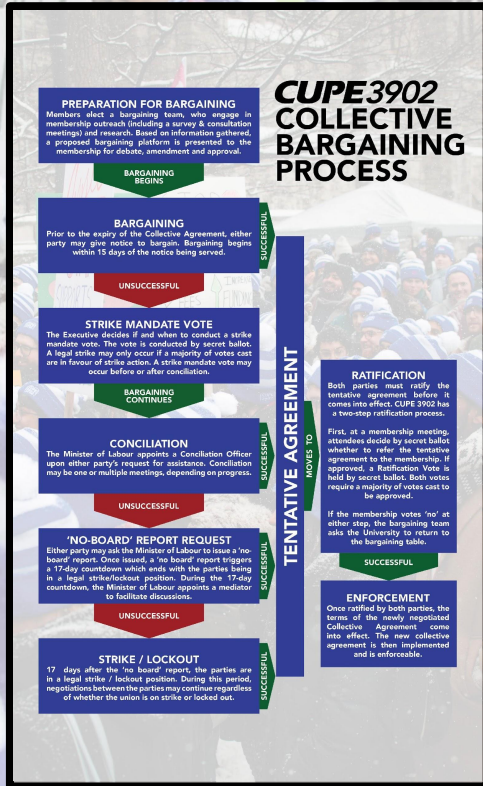 CUPE3902
COLLECTIVE
BARGAINING
PROCESS
PREPARATION FOR BARGAINING
Members elect a bargaining team, who engage in
membership outreach (including a survey & consultation
meetings) and research. Based on information gathered,
a proposed bargaining platform is presented to the
membership for debate, amendment and approval.
BARGAINING
BEGINS
BARGAINING
Prior to the expiry of the Collective Agreement, either
party may give notice to bargain. Bargaining begins
within 15 days of the notice being served.
SUCCESSFUL
UNSUCCESSFUL
STRIKE MANDATE VOTE
The Executive decides if and when to conduct a strike
mandate vote. The vote is conducted by secret ballot.
A legal strike may only occur if a majority of votes cast
are in favour of strike action. A strike mandate vote may
occur before or after conciliation.
BARGAINING
CONTINUES
CONCILIATION
The Minister of Labour appoints a Conciliation Officer
upon either party's request for assistance. Conciliation
may be one or multiple meetings, depending on progress.
SUCCESSFUL
UNSUCCESSFUL
'NO-BOARD' REPORT REQUEST
Either party may ask the Minister of Labour to issue a 'no-
board' report. Once issued, a 'no board' report triggers
a 17-day countdown which ends with the parties being
in a legal strike/lockout position. During the 17-day
countdown, the Minister of Labour appoints a mediator
to facilitate discussions.
SUCCESSFUL
UNSUCCESSFUL
STRIKE / LOCKOUT
17 days after the 'no board' report, the parties are
in a legal strike / lockout position. During this period,
negotiations between the parties may continue regardless
of whether the union is on strike or locked out.
SUCCESSFUL
TENTATIVE AGREEMENT
MOVES TO
RATIFICATION
Both parties must ratify the
tentative agreement before it
comes into effect. CUPE 3902 has
a two-step ratification process.
First, at a membership meeting,
attendees decide by secret ballot
whether to refer the tentative
agreement to the membership. If
approved, a Ratification Vote is
held by secret ballot. Both votes
require a majority of votes cast to
be approved.
If the membership votes 'no' at
either step, the bargaining team
asks the University to return to
the bargaining table.
SUCCESSFUL
ENFORCEMENT
Once ratified by both parties, the
terms of the newly negotiated
Collective Agreement come
into effect. The new collective
agreement is then implemented
and is enforceable.